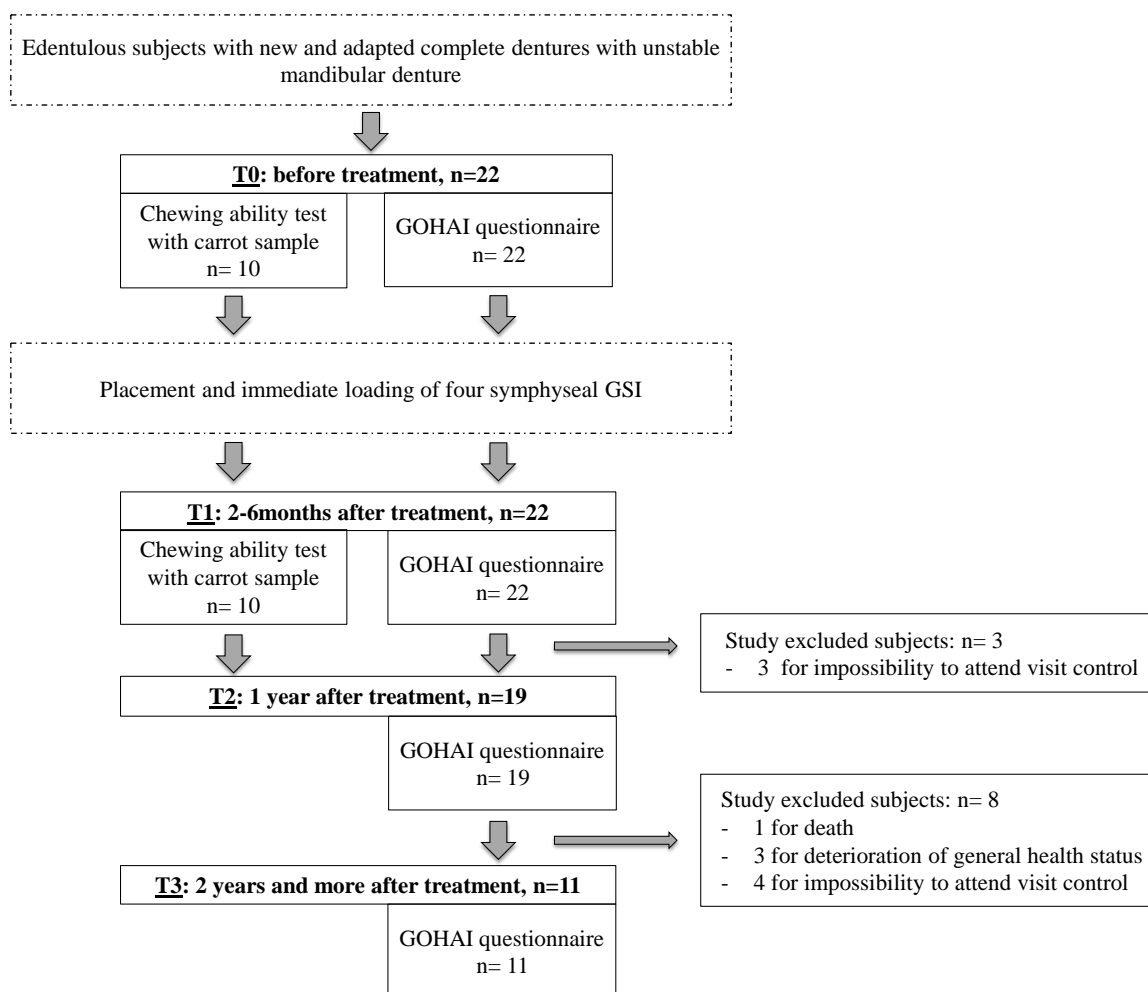 Edentulous subjects with new and adapted complete dentures with unstable
mandibular denture
T0: before treatment, n=22
Chewing ability test
with carrot sample
n= 10
GOHAI questionnaire
n= 22
Placement and immediate loading of four symphyseal GSI
T1: 2-6months after treatment, n=22
Chewing ability test
with carrot sample
n= 10
GOHAI questionnaire
n= 22
Study excluded subjects: n= 3
- 3 for impossibility to attend visit control
T2: 1 year after treatment, n=19
GOHAI questionnaire
n= 19
Study excluded subjects: n= 8
- 1 for death
- 3 for deterioration of general health status
- 4 for impossibility to attend visit control
T3: 2 years and more after treatment, n=11
GOHAI questionnaire
n= 11